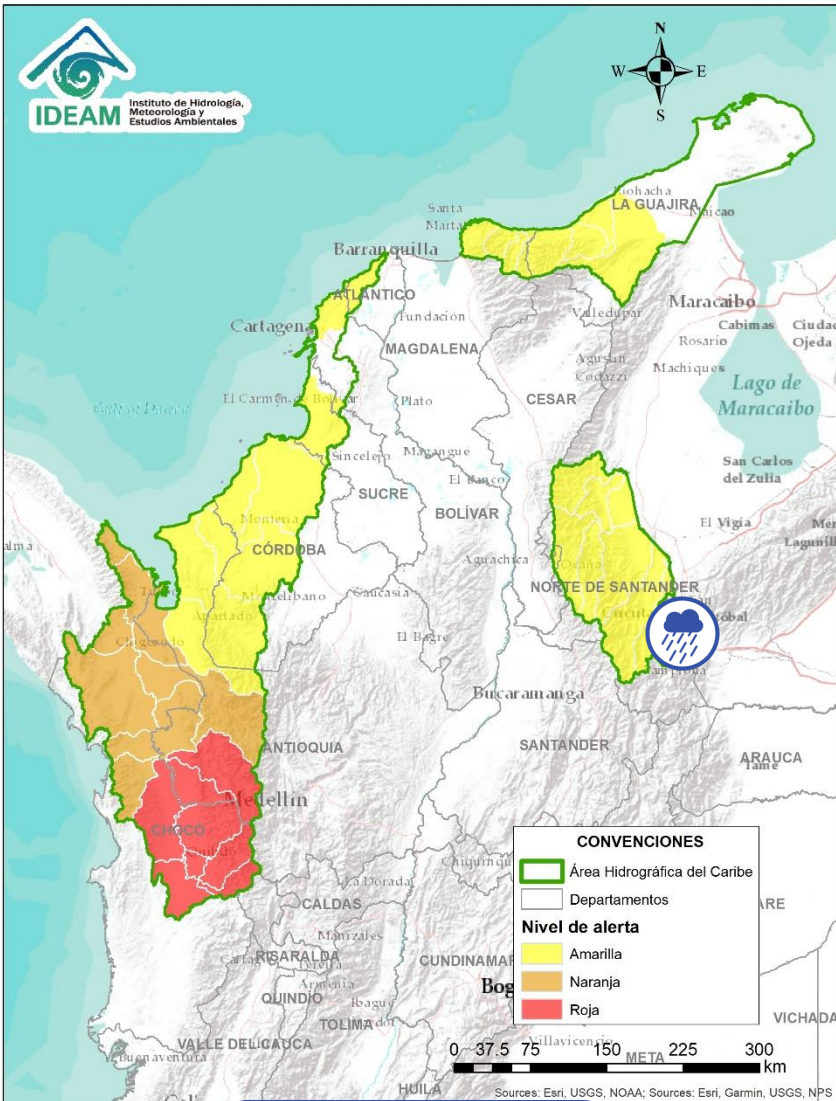 IDEAM
Instituto de Hidrología,
Meteorología y
Estudios Ambientales
N
W E
S
Riohacha
LA GUAJIRA
Maicao
Santa
Marta
Barranquilla
ATLÁNTICO
Maracaibo
Cartagena
Fundación
Valledupar
Cabimas
Ciudad
Ojeda
Rosario
MAGDALENA
Machiques
Agustín
Codazzi
Lago de
Maracaibo
El Carmen de Bolívar
Plato
CESAR
Sincelejo
Magangué
San Carlos
del Zulia
El Banco
SUCRE
BOLÍVAR
El Vigía
Montería
CÓRDOBA
Aguachica
Ocaña
NORTE DE SANTANDER
Montelibano
Caucasia
Apartadó
Cúcuta
El Bagre
Chigorodó
Bucaramanga
Pamplona
SANTANDER
ANTIOQUIA
ARAUCA
Tame
Medellín
CHOCÓ
Quibdó
La Dorada
CALDAS
Manizales
RISARALDA
Pereira
Armenia
QUINDÍO
Ibagué
TOLIMA
VALLE DEL CAUCA
Buenaventura
HUILA
CUNDINAMAR
Bog
Villavicencio
META
VICHADA
CONVENCIONES
Área Hidrográfica del Caribe
Departamentos
Nivel de alerta
Amarilla
Naranja
Roja
0 37.5 75 150 225 300
km
Sources: Esri, USGS, NOAA; Sources: Esri, Garmin, USGS, NPS